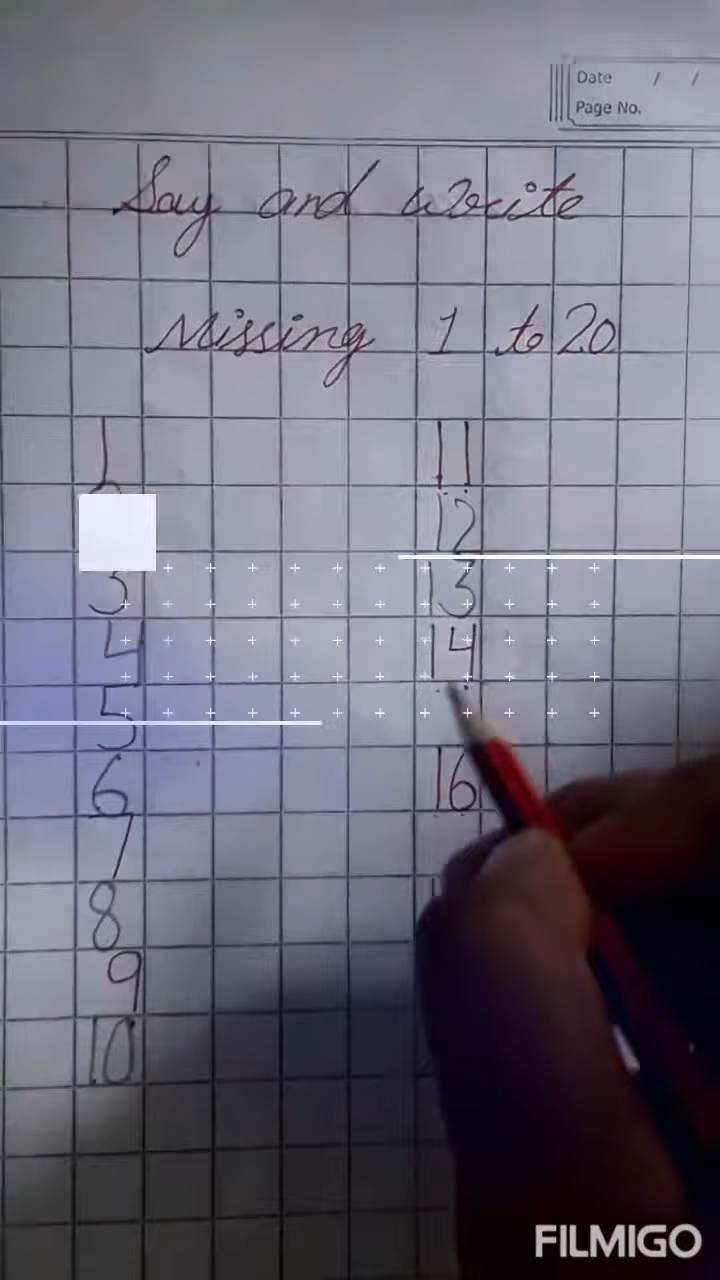 Date / /
Page No.
Say and Write
Missing 1 to 20
1 11
12
3 13
4 14
5
6 16
7
8
9
10
FILMIGO